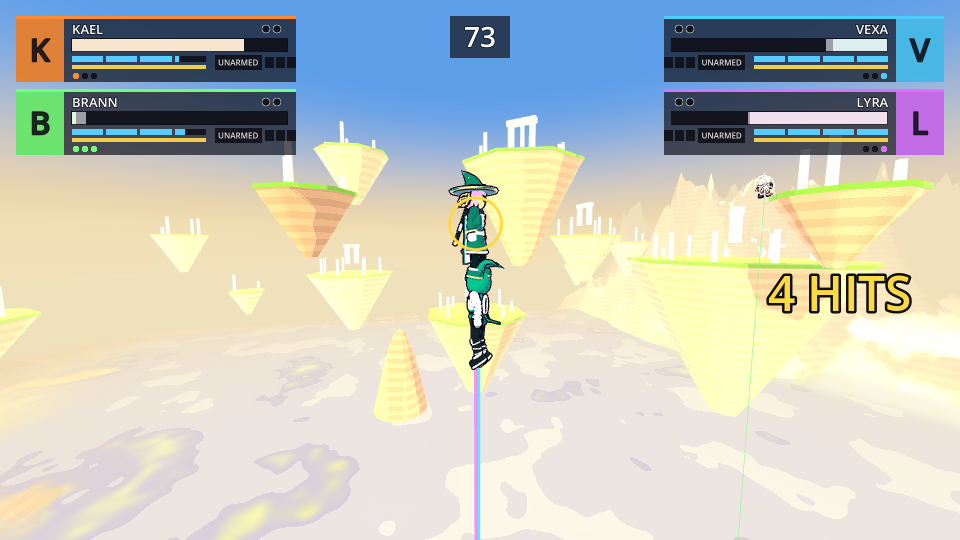 K
KAEL
UNARMED
B
BRANN
UNARMED
73
VEXA
UNARMED
V
LYRA
UNARMED
L
4 HITS